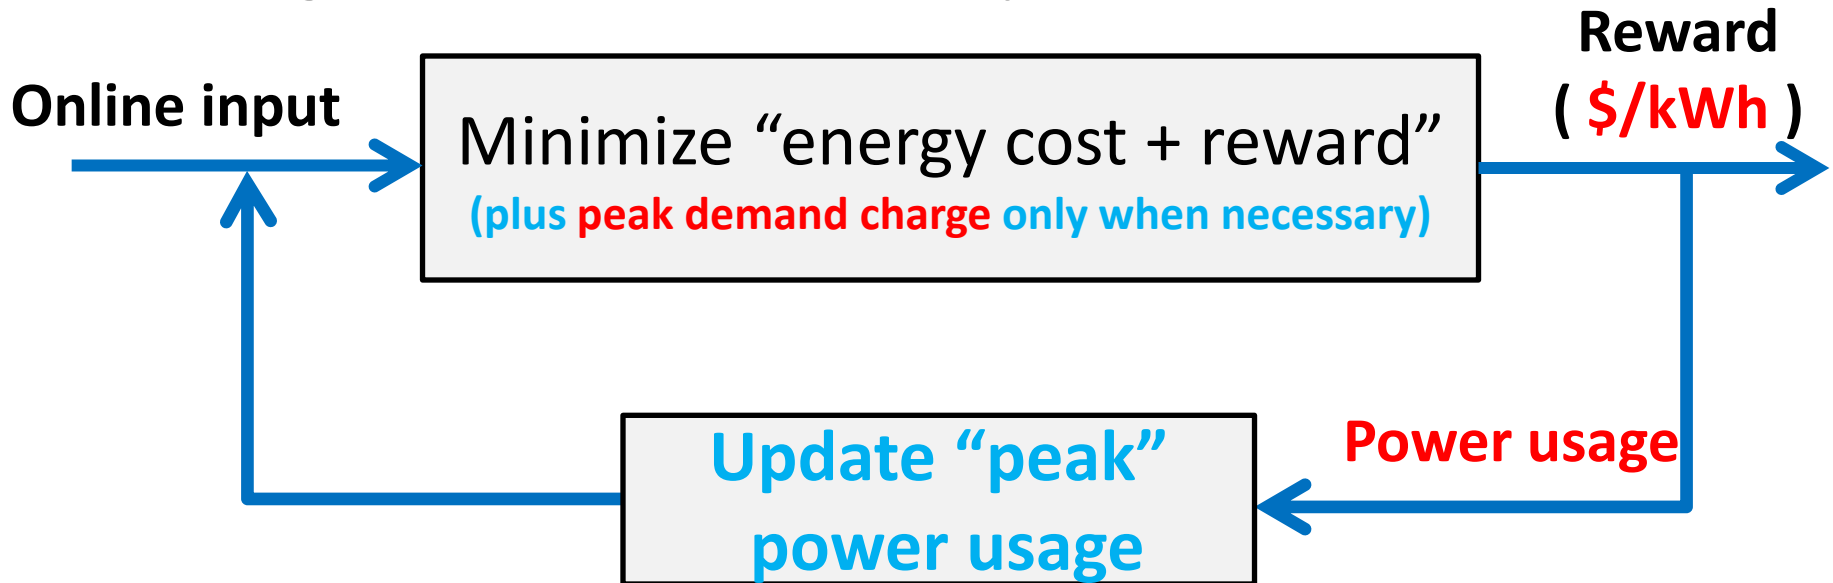 Reward
( $/kWh )
Online input
Minimize “energy cost + reward”
(plus peak demand charge only when necessary)
Power usage
Update “peak”
power usage